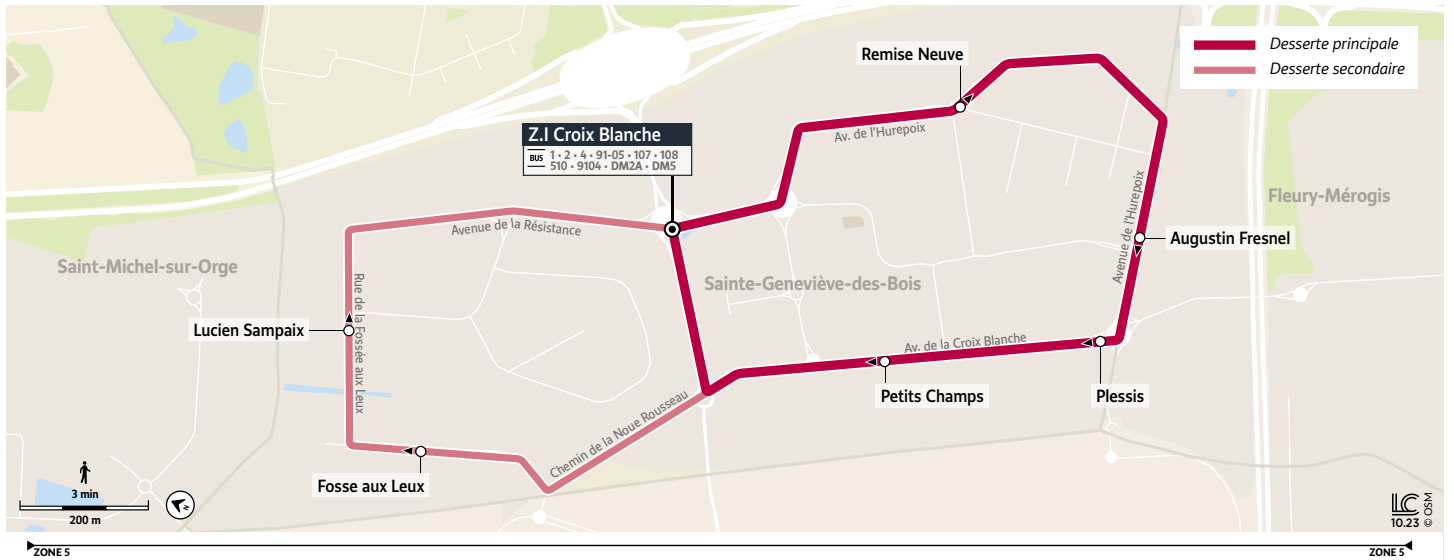 Desserte principale
Desserte secondaire
Remise Neuve
Z.I Croix Blanche
BUS 1 • 2 • 4 • 91-05 • 107 • 108
510 • 9104 • DM2A • DM5
Av. de l'Hurepoix
Avenue de l'Hurepoix
Fleury-Mérogis
Avenue de la Résistance
Augustin Fresnel
Saint-Michel-sur-Orge
Sainte-Geneviève-des-Bois
Rue de la Fossée aux Leux
Lucien Sampaix
Av. de la Croix Blanche
Petits Champs
Plessis
Chemin de la Noue Rousseau
Fosse aux Leux
3 min
200 m
N
LC
10.23 © OSM
ZONE 5
ZONE 5